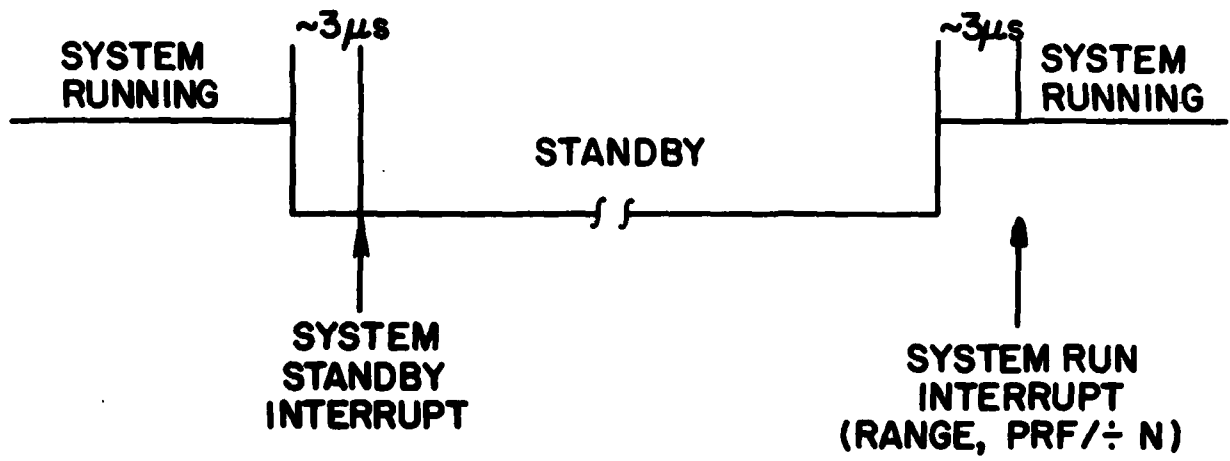 ~3μs
~3μs
SYSTEM
RUNNING
SYSTEM
RUNNING
STANDBY
SYSTEM
STANDBY
INTERRUPT
SYSTEM RUN
INTERRUPT
(RANGE, PRF/÷ N)